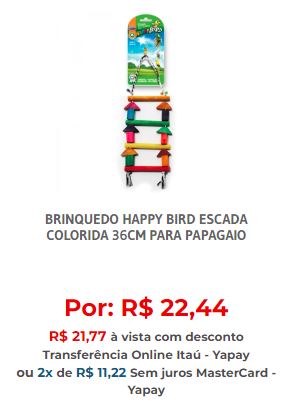 BRINQUEDO HAPPY BIRD ESCADA
COLORIDA 36CM PARA PAPAGAIO
Por: R$ 22,44
R$ 21,77 à vista com desconto
Transferência Online Itaú - Yapay
ou 2x de R$ 11,22 Sem juros MasterCard -
Yapay